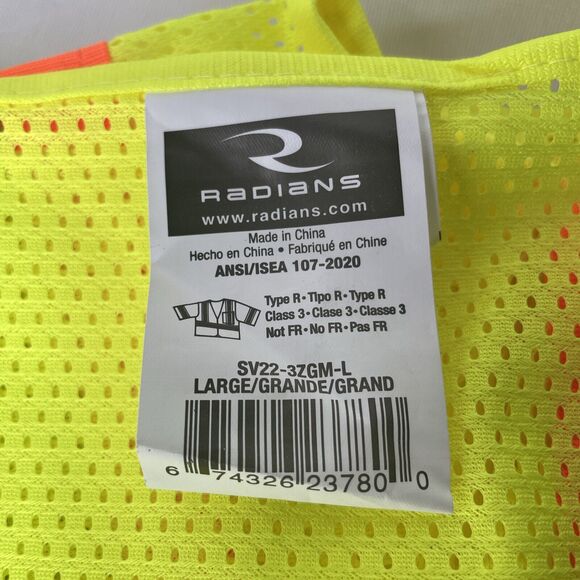 RADIANS
www.radians.com
Made in China
Hecho en China • Fabriqué en Chine
ANSI/ISEA 107-2020
Type R • Tipo R • Type R
Class 3 • Clase 3 • Classe 3
Not FR • No FR • Pas FR
SV22-3ZGM-L
LARGE/GRANDE/GRAND
6 74326 23780 0